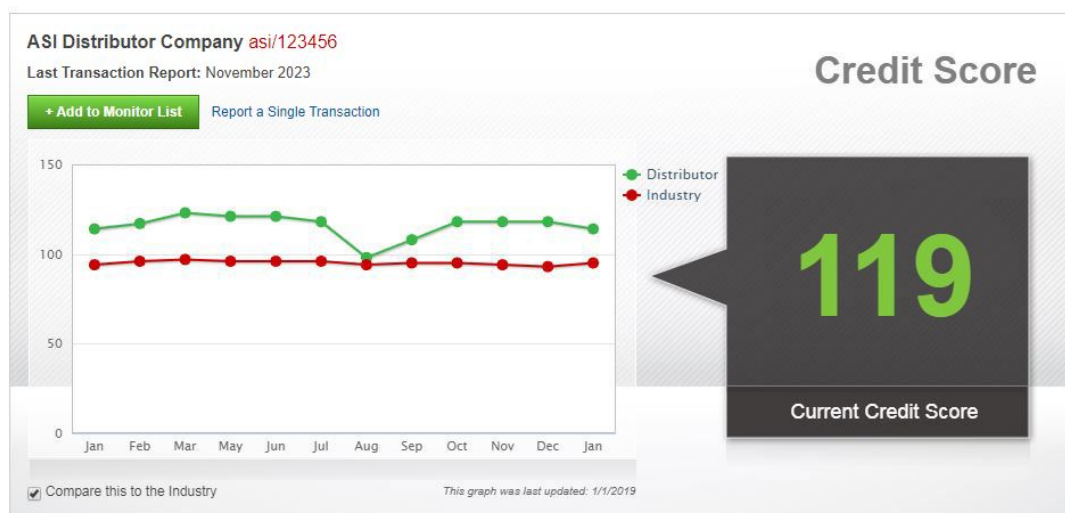 ASI Distributor Company asi/123456
Last Transaction Report: November 2023
Credit Score
+ Add to Monitor List Report a Single Transaction
150
100
50
0
Jan Feb Mar May Jun Jul Aug Sep Oct Nov Dec Jan
Distributor
Industry
119
Current Credit Score
Compare this to the Industry
This graph was last updated: 1/1/2019